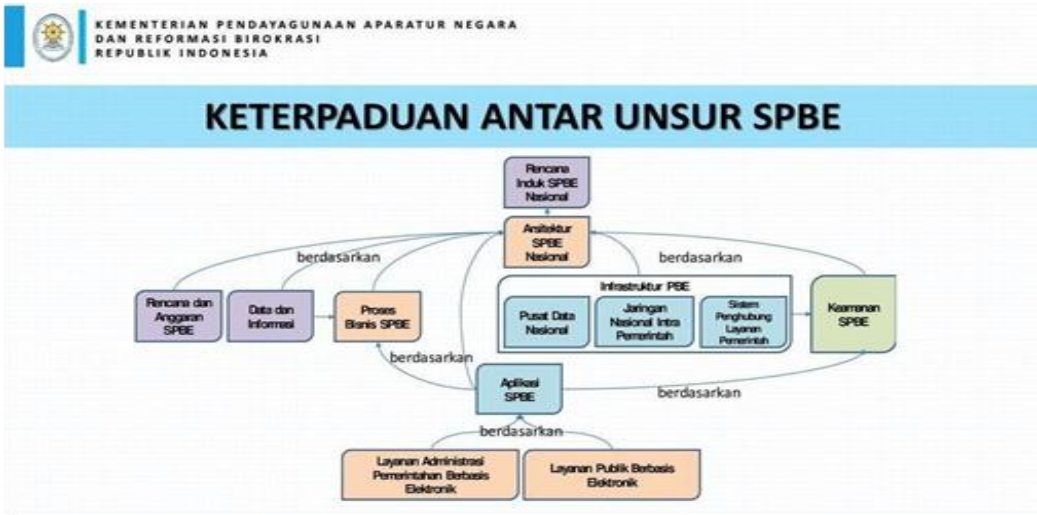 KEMENTERIAN PENDAYAGUNAAN APARATUR NEGARA
DAN REFORMASI BIROKRASI
REPUBLIK INDONESIA
KETERPADUAN ANTAR UNSUR SPBE
Rencana
Induk SPBE
Nasional
Arsitektur
SPBE
Nasional
berdasarkan
berdasarkan
Rencana dan
Anggaran
SPBE
Data dan
Informasi
Proses
Bisnis SPBE
Infrastruktur PBE
Pusat Data
Nasional
Jaringan
Nasional Intra
Pemerintah
Sistem
Penghubung
Layanan
Pemerintah
Keamanan
SPBE
berdasarkan
Aplikasi
SPBE
berdasarkan
berdasarkan
Layanan Administrasi
Pemerintahan Berbasis
Elektronik
Layanan Publik Berbasis
Elektronik